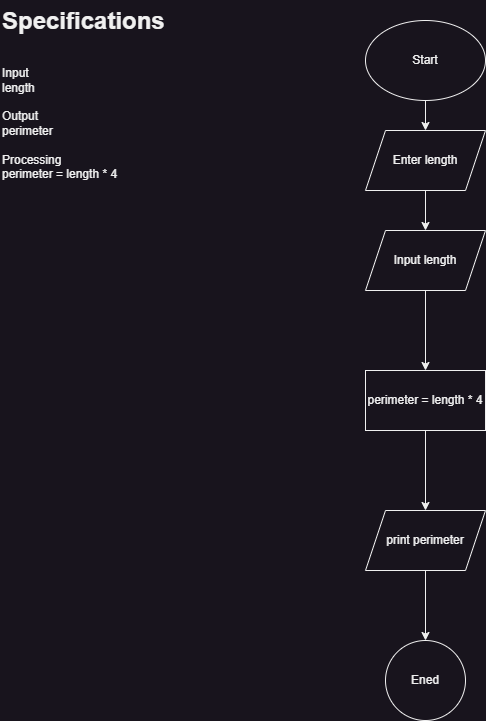 Specifications
Input
length
Output
perimeter
Processing
perimeter = length * 4
Start
Enter length
Input length
perimeter = length * 4
print perimeter
Ened